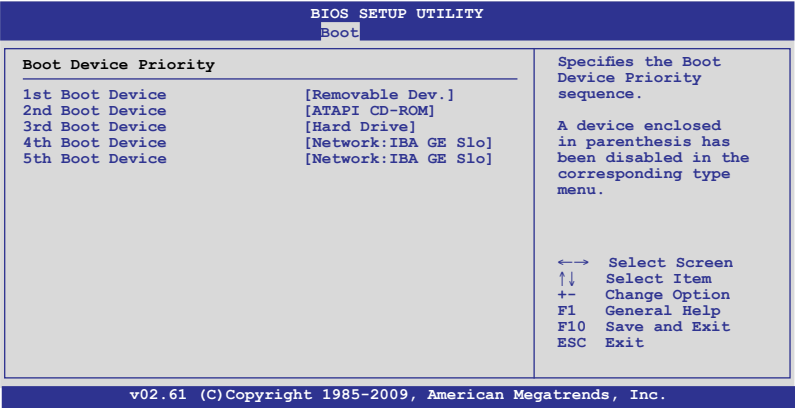 BIOS SETUP UTILITY
Boot
Boot Device Priority
1st Boot Device [Removable Dev.]
2nd Boot Device [ATAPI CD-ROM]
3rd Boot Device [Hard Drive]
4th Boot Device [Network:IBA GE Slo]
5th Boot Device [Network:IBA GE Slo]
Specifies the Boot
Device Priority
sequence.
A device enclosed
in parenthesis has
been disabled in the
corresponding type
menu.
←→ Select Screen
↑↓ Select Item
+- Change Option
F1 General Help
F10 Save and Exit
ESC Exit
v02.61 (C)Copyright 1985-2009, American Megatrends, Inc.